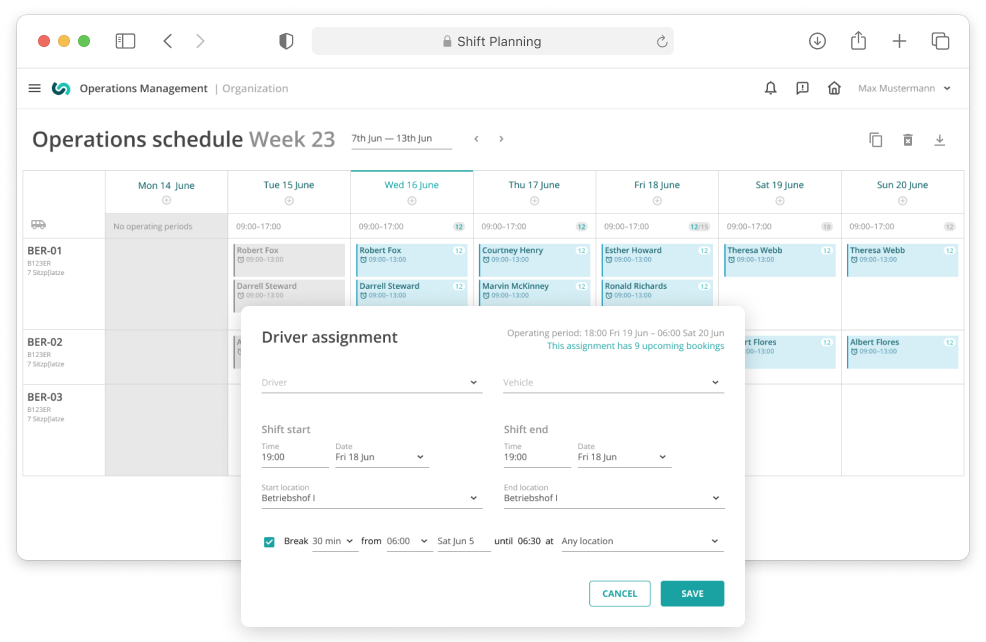 Shift Planning
Operations Management | Organization
Max Mustermann
Operations schedule Week 23
7th Jun — 13th Jun
Mon 14 June
Tue 15 June
Wed 16 June
Thu 17 June
Fri 18 June
Sat 19 June
Sun 20 June
No operating periods
09:00–17:00
09:00–17:00 12
09:00–17:00 12
09:00–17:00 12/15
09:00–17:00 18
09:00–17:00 12
BER-01
B123ER
7 Sitzpßlatze
Robert Fox
09:00–13:00
Robert Fox 12
09:00–13:00
Courtney Henry 12
09:00–13:00
Esther Howard 12
09:00–13:00
Theresa Webb 12
09:00–13:00
Theresa Webb 12
09:00–13:00
Darrell Steward
09:00–13:00
Darrell Steward 12
09:00–13:00
Marvin McKinney 12
09:00–13:00
Ronald Richards 12
09:00–13:00
BER-02
B123ER
7 Sitzpßlatze
A
rt Flores 12
:00–13:00
Albert Flores 12
09:00–13:00
BER-03
B123ER
7 Sitzpßlatze
Driver assignment
Operating period: 18:00 Fri 19 Jun – 06:00 Sat 20 Jun
This assignment has 9 upcoming bookings
Driver
Vehicle
Shift start
Shift end
Time
Date
Time
Date
19:00
Fri 18 Jun
19:00
Fri 18 Jun
Start location
End location
Betriebshof I
Betriebshof I
Break 30 min from 06:00 Sat Jun 5 until 06:30 at Any location
CANCEL
SAVE